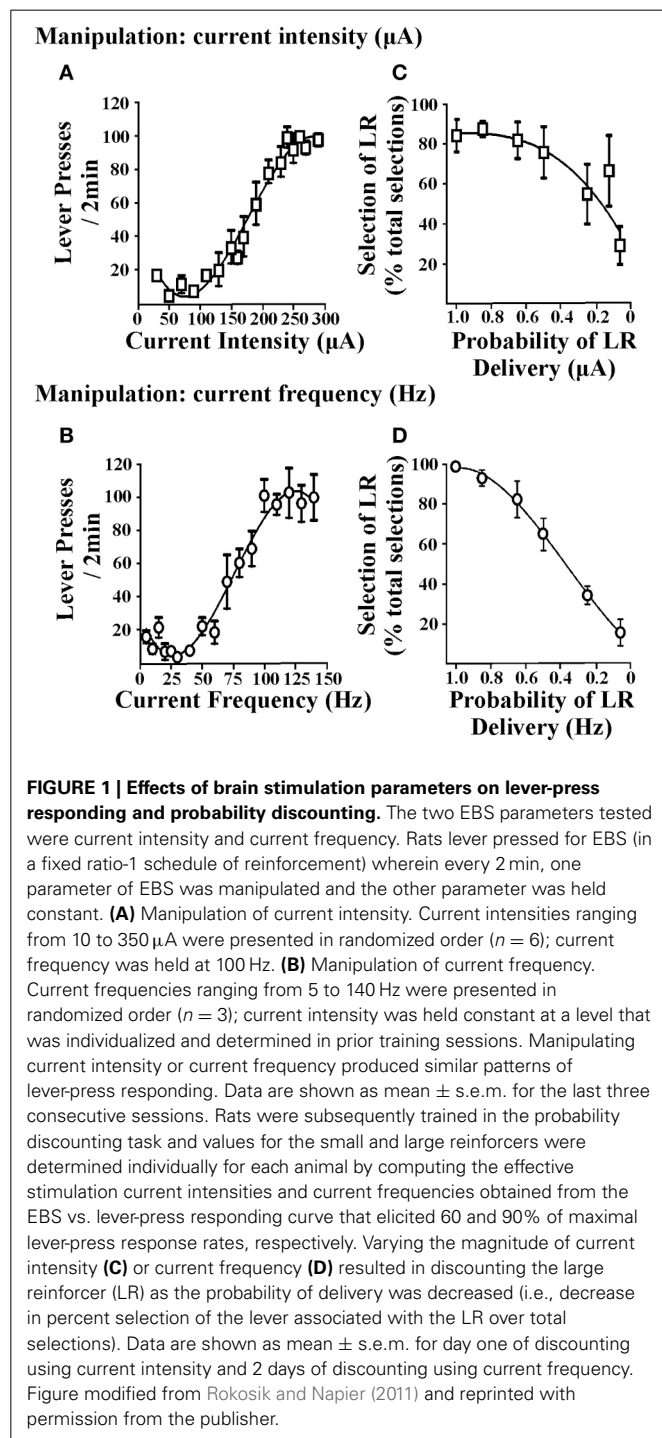 Manipulation: current intensity (μA)
A
C
120
100
80
60
40
20
0 50 100 150 200 250 300
Lever Presses
/ 2min
Current Intensity (μA)
100
80
60
40
20
1.0 0.8 0.6 0.4 0.2 0
Selection of LR
(% total selections)
Probability of LR
Delivery (μA)
Manipulation: current frequency (Hz)
B
D
120
100
80
60
40
20
0 25 50 75 100 125 150
Lever Presses
/ 2min
Current Frequency (Hz)
100
80
60
40
20
1.0 0.8 0.6 0.4 0.2 0
Selection of LR
(% total selections)
Probability of LR
Delivery (Hz)
FIGURE 1 | Effects of brain stimulation parameters on lever-press
responding and probability discounting. The two EBS parameters tested
were current intensity and current frequency. Rats lever pressed for EBS (in
a fixed ratio-1 schedule of reinforcement) wherein every 2 min, one
parameter of EBS was manipulated and the other parameter was held
constant. (A) Manipulation of current intensity. Current intensities ranging
from 10 to 350 μA were presented in randomized order (n = 6); current
frequency was held at 100 Hz. (B) Manipulation of current frequency.
Current frequencies ranging from 5 to 140 Hz were presented in
randomized order (n = 3); current intensity was held constant at a level that
was individualized and determined in prior training sessions. Manipulating
current intensity or current frequency produced similar patterns of
lever-press responding. Data are shown as mean ± s.e.m. for the last three
consecutive sessions. Rats were subsequently trained in the probability
discounting task and values for the small and large reinforcers were
determined individually for each animal by computing the effective
stimulation current intensities and current frequencies obtained from the
EBS vs. lever-press responding curve that elicited 60 and 90% of maximal
lever-press response rates, respectively. Varying the magnitude of current
intensity (C) or current frequency (D) resulted in discounting the large
reinforcer (LR) as the probability of delivery was decreased (i.e., decrease
in percent selection of the lever associated with the LR over total
selections). Data are shown as mean ± s.e.m. for day one of discounting
using current intensity and 2 days of discounting using current frequency.
Figure modified from Rokosik and Napier (2011) and reprinted with
permission from the publisher.